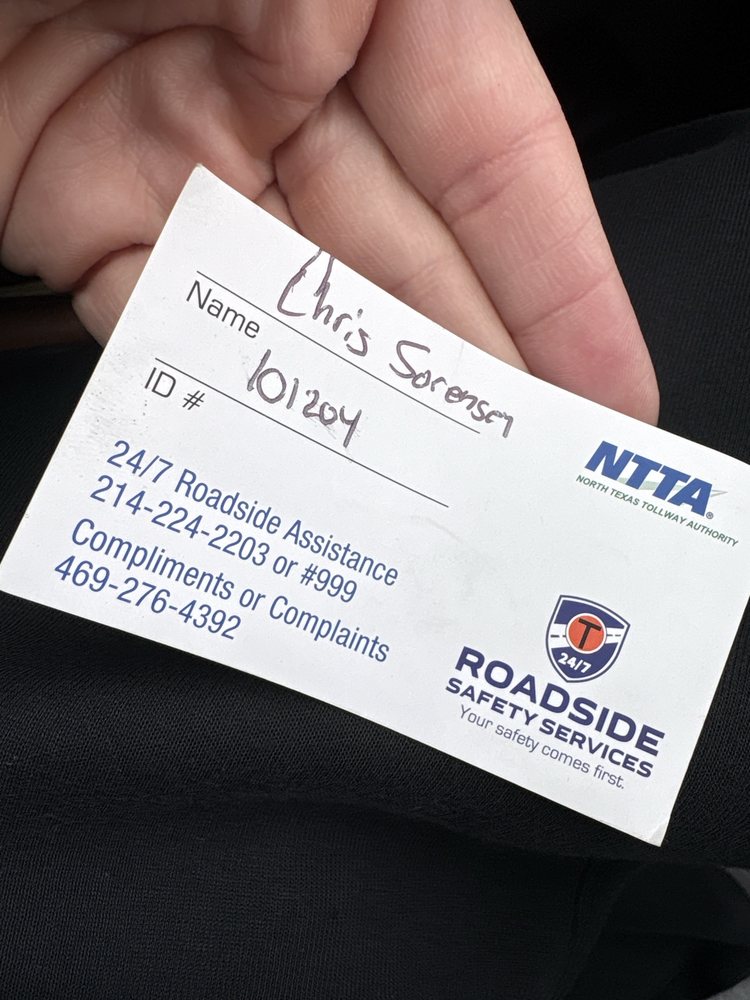 Chris Sorensen
Name
101204
ID #
24/7 Roadside Assistance
214-224-2203 or #999
Compliments or Complaints
469-276-4392
NTTA®
NORTH TEXAS TOLLWAY AUTHORITY
T
24/7
ROADSIDE
SAFETY SERVICES
Your safety comes first.